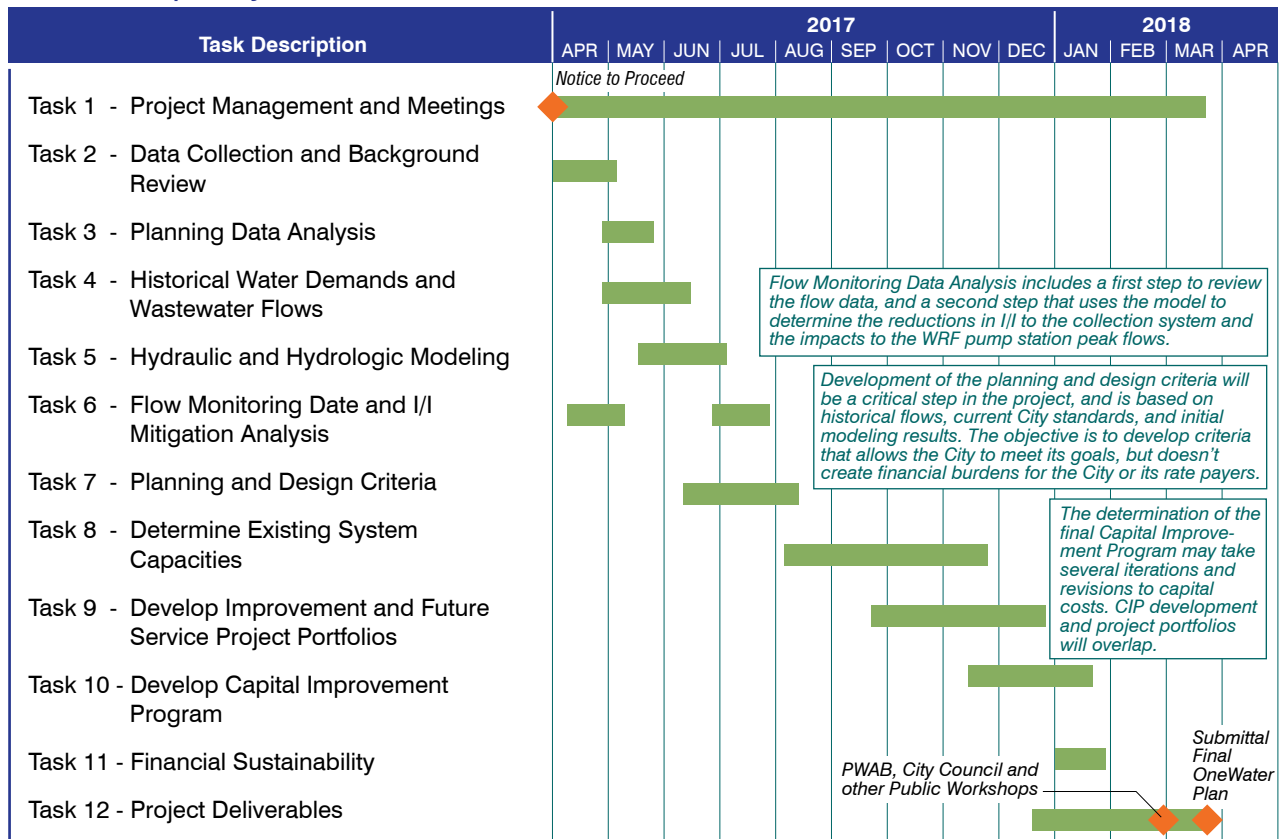 2017 2018
Task Description
APR MAY JUN JUL AUG SEP OCT NOV DEC JAN FEB MAR APR
Notice to Proceed
Task 1 - Project Management and Meetings
Task 2 - Data Collection and Background
Review
Task 3 - Planning Data Analysis
Task 4 - Historical Water Demands and
Wastewater Flows
Flow Monitoring Data Analysis includes a first step to review
the flow data, and a second step that uses the model to
determine the reductions in I/I to the collection system and
the impacts to the WRF pump station peak flows.
Task 5 - Hydraulic and Hydrologic Modeling
Task 6 - Flow Monitoring Date and I/I
Mitigation Analysis
Development of the planning and design criteria will
be a critical step in the project, and is based on
historical flows, current City standards, and initial
modeling results. The objective is to develop criteria
that allows the City to meet its goals, but doesn't
create financial burdens for the City or its rate payers.
Task 7 - Planning and Design Criteria
Task 8 - Determine Existing System
Capacities
The determination of the
final Capital Improve-
ment Program may take
several iterations and
revisions to capital
costs. CIP development
and project portfolios
will overlap.
Task 9 - Develop Improvement and Future
Service Project Portfolios
Task 10 - Develop Capital Improvement
Program
Task 11 - Financial Sustainability
PWAB, City Council and
other Public Workshops
Submittal
Final
OneWater
Plan
Task 12 - Project Deliverables